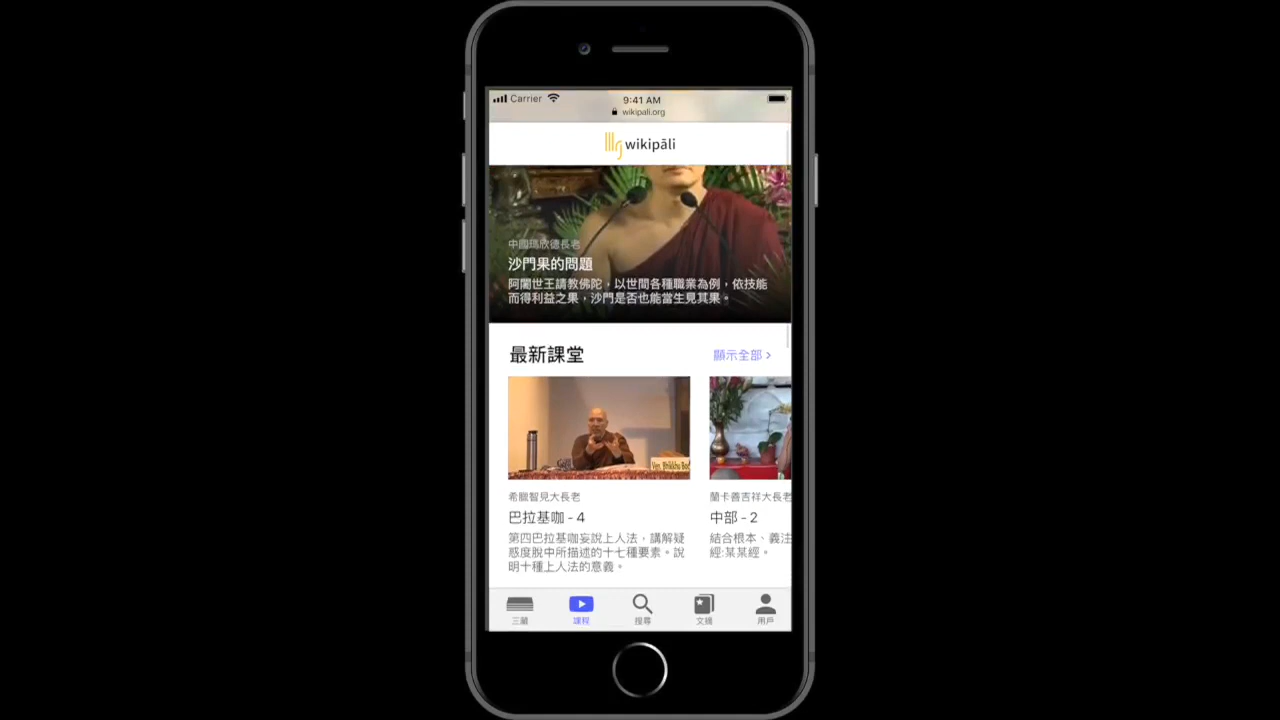 Carrier
9:41 AM
wikipali.org
wikipāli
中國瑪欣德長老
沙門果的問題
阿闍世王請教佛陀，以世間各種職業為例，依技能
而得利益之果，沙門是否也能當生見其果。
最新課堂
顯示全部 >
Ven. Bhikkhu Bod
希臘智見大長老
巴拉基咖 - 4
第四巴拉基咖妄說上人法，講解疑
惑度脫中所描述的十七種要素。說
明十種上人法的意義。
蘭卡善吉祥大長老
中部 - 2
結合根本、義注
經:某某經。
三藏
課程
搜尋
文摘
用戶